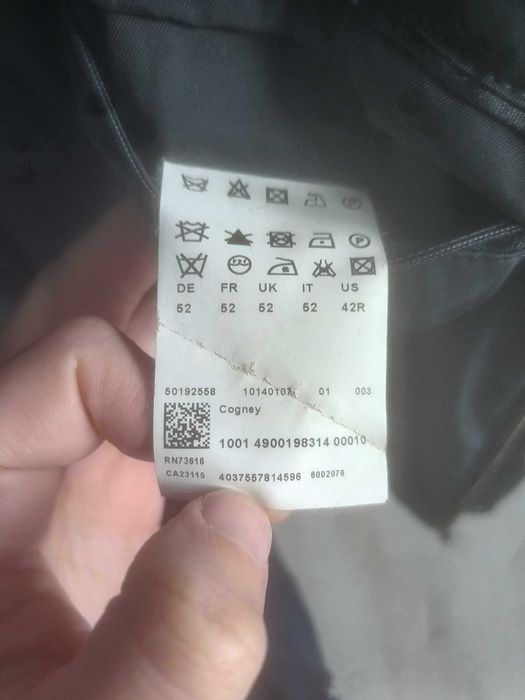 DE FR UK IT US
52 52 52 52 42R
50192558 10140107 01 003
Cogney
1001 4900198314 00010
RN73616
CA23115 4037557814596 6002076